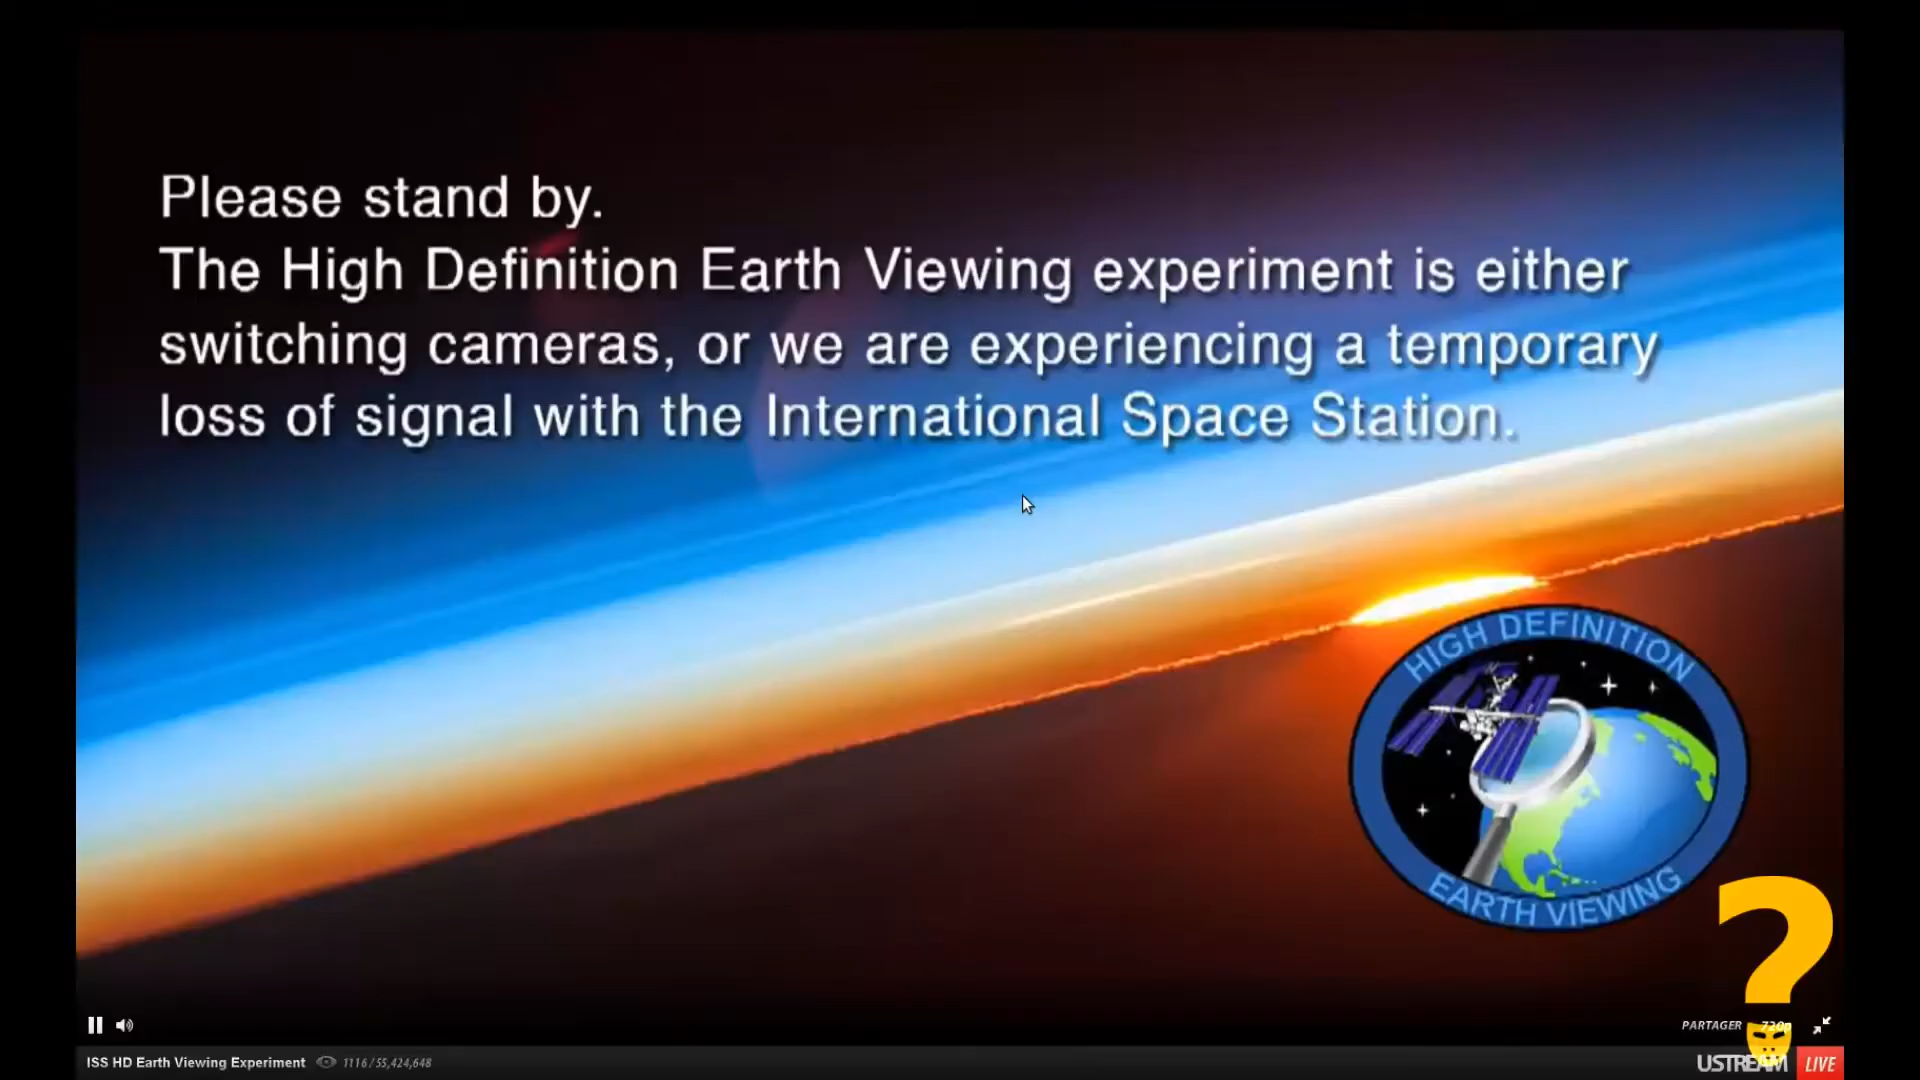 Please stand by.
The High Definition Earth Viewing experiment is either
switching cameras, or we are experiencing a temporary
loss of signal with the International Space Station.
HIGH DEFINITION
EARTH VIEWING
?
PARTAGER 720p
ISS HD Earth Viewing Experiment 1116 / 55,424,648
USTREAM LIVE